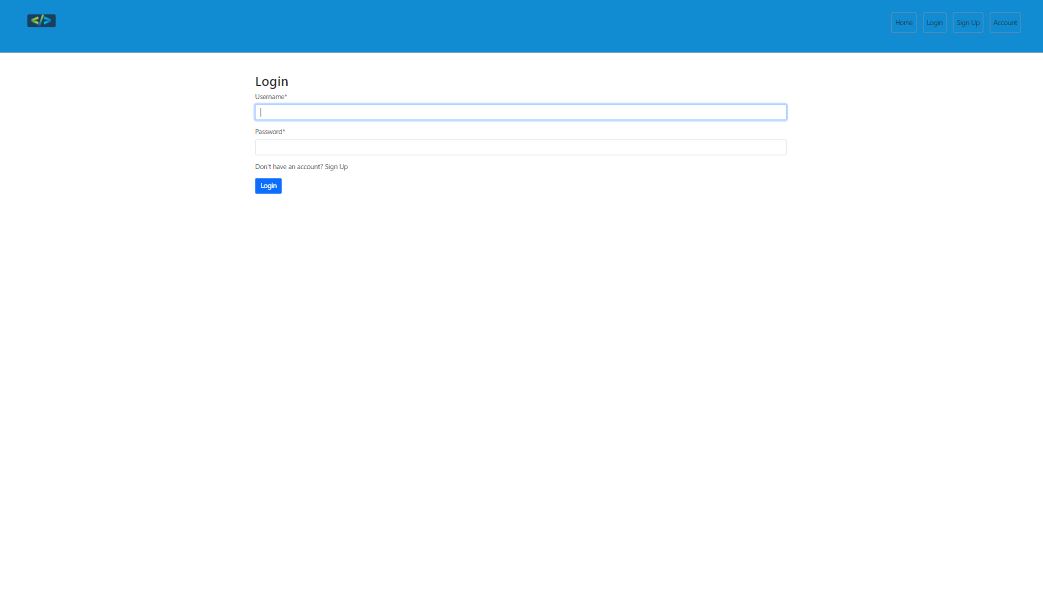 </>
Home Login Sign Up Account
Login
Username*
Password*
Don't have an account? Sign Up
Login